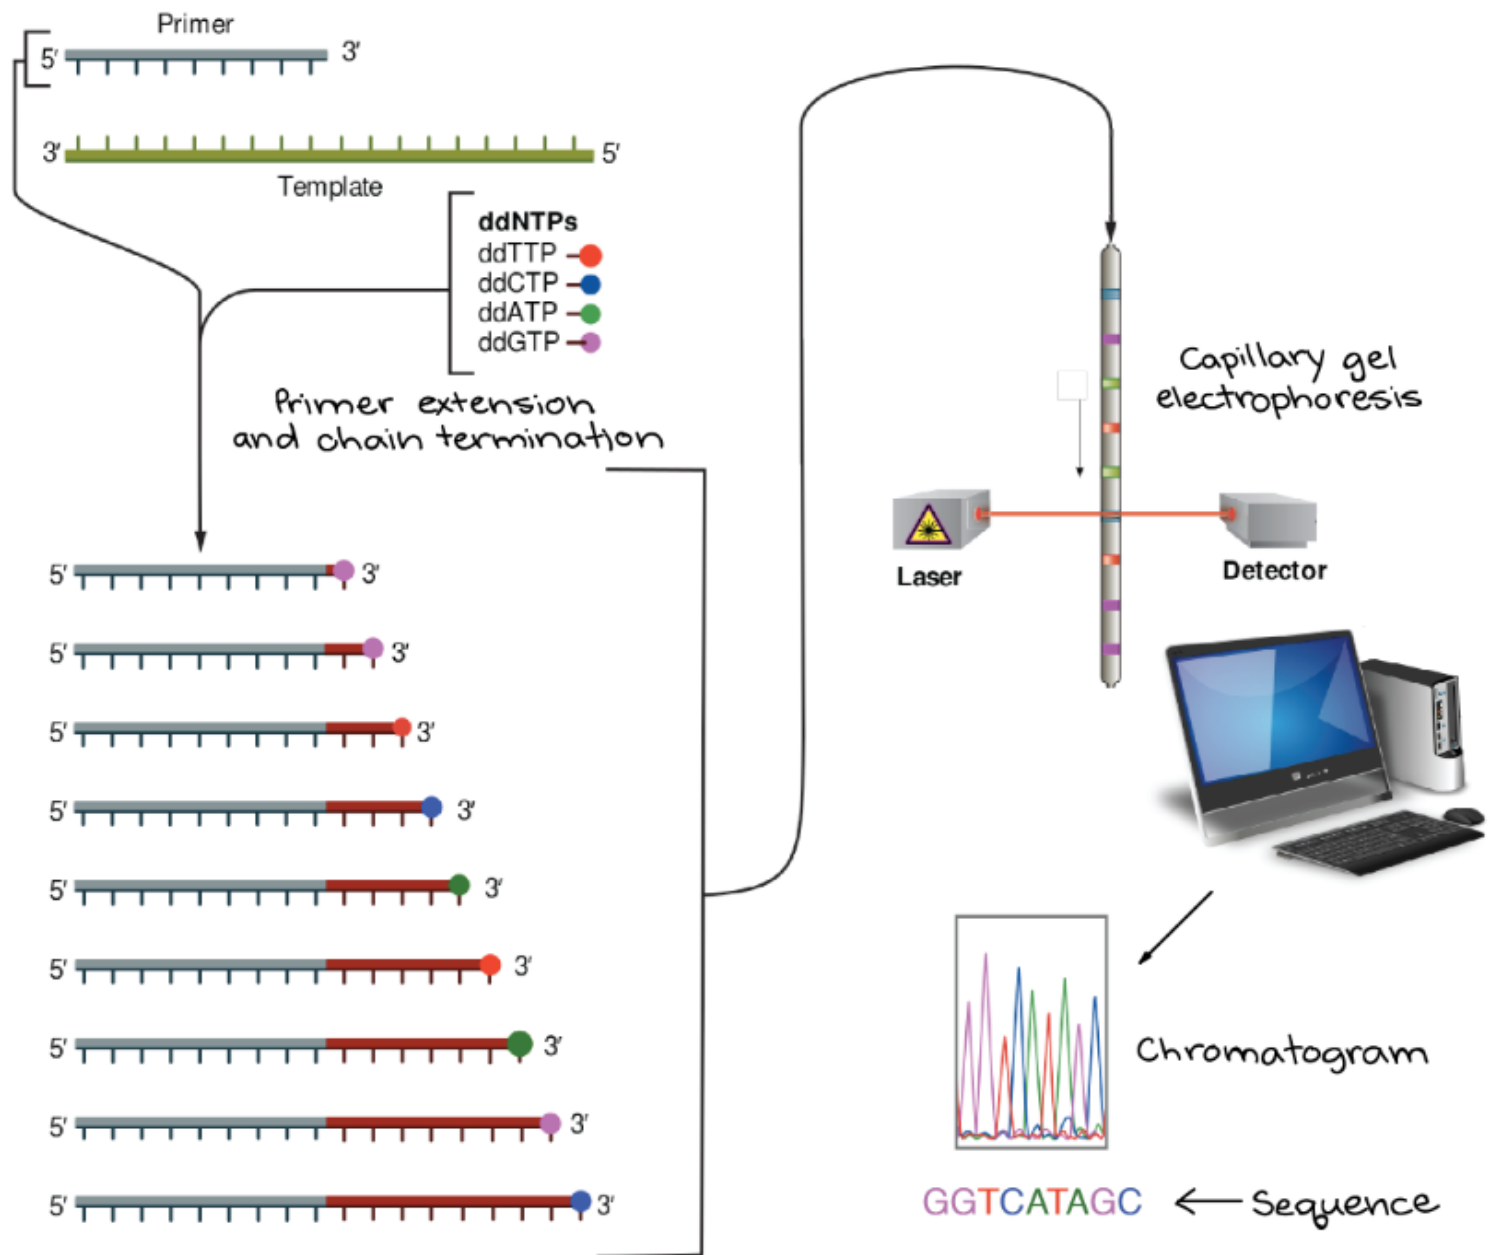 Primer
5' 3'
3' 5'
Template
ddNTPs
ddTTP
ddCTP
ddATP
ddGTP
Primer extension
and chain termination
5' 3'
5' 3'
5' 3'
5' 3'
5' 3'
5' 3'
5' 3'
5' 3'
5' 3'
Capillary gel
electrophoresis
Laser
Detector
Chromatogram
GGTCATAGC ← Sequence